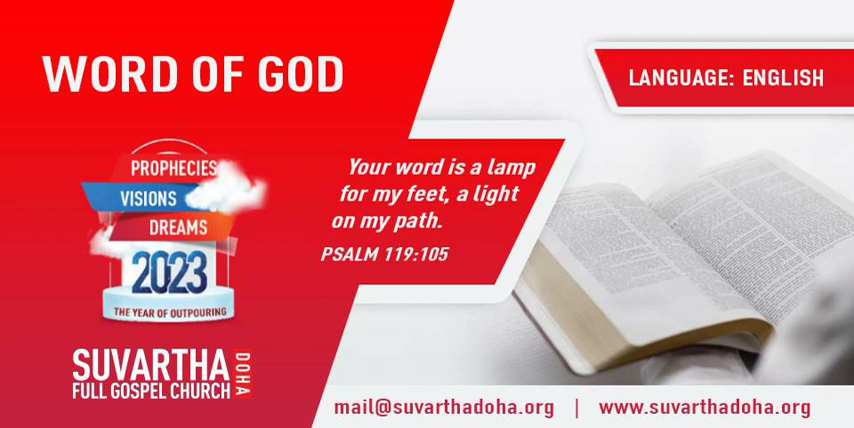 WORD OF GOD
LANGUAGE: ENGLISH
PROPHECIES
VISIONS
DREAMS
2023
THE YEAR OF OUTPOURING
Your word is a lamp
for my feet, a light
on my path.
PSALM 119:105
SUVARTHA
DOHA
FULL GOSPEL CHURCH
mail@suvarthadoha.org | www.suvarthadoha.org